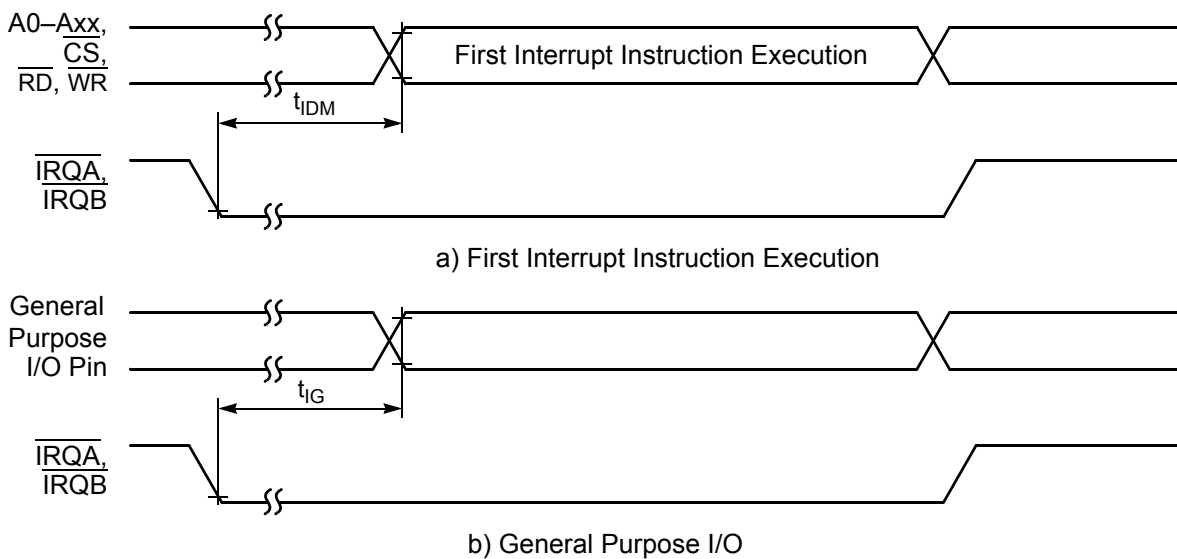 A0–Axx,
CS,
RD, WR
First Interrupt Instruction Execution
tIDM
IRQA,
IRQB
a) First Interrupt Instruction Execution
General
Purpose
I/O Pin
tIG
IRQA,
IRQB
b) General Purpose I/O